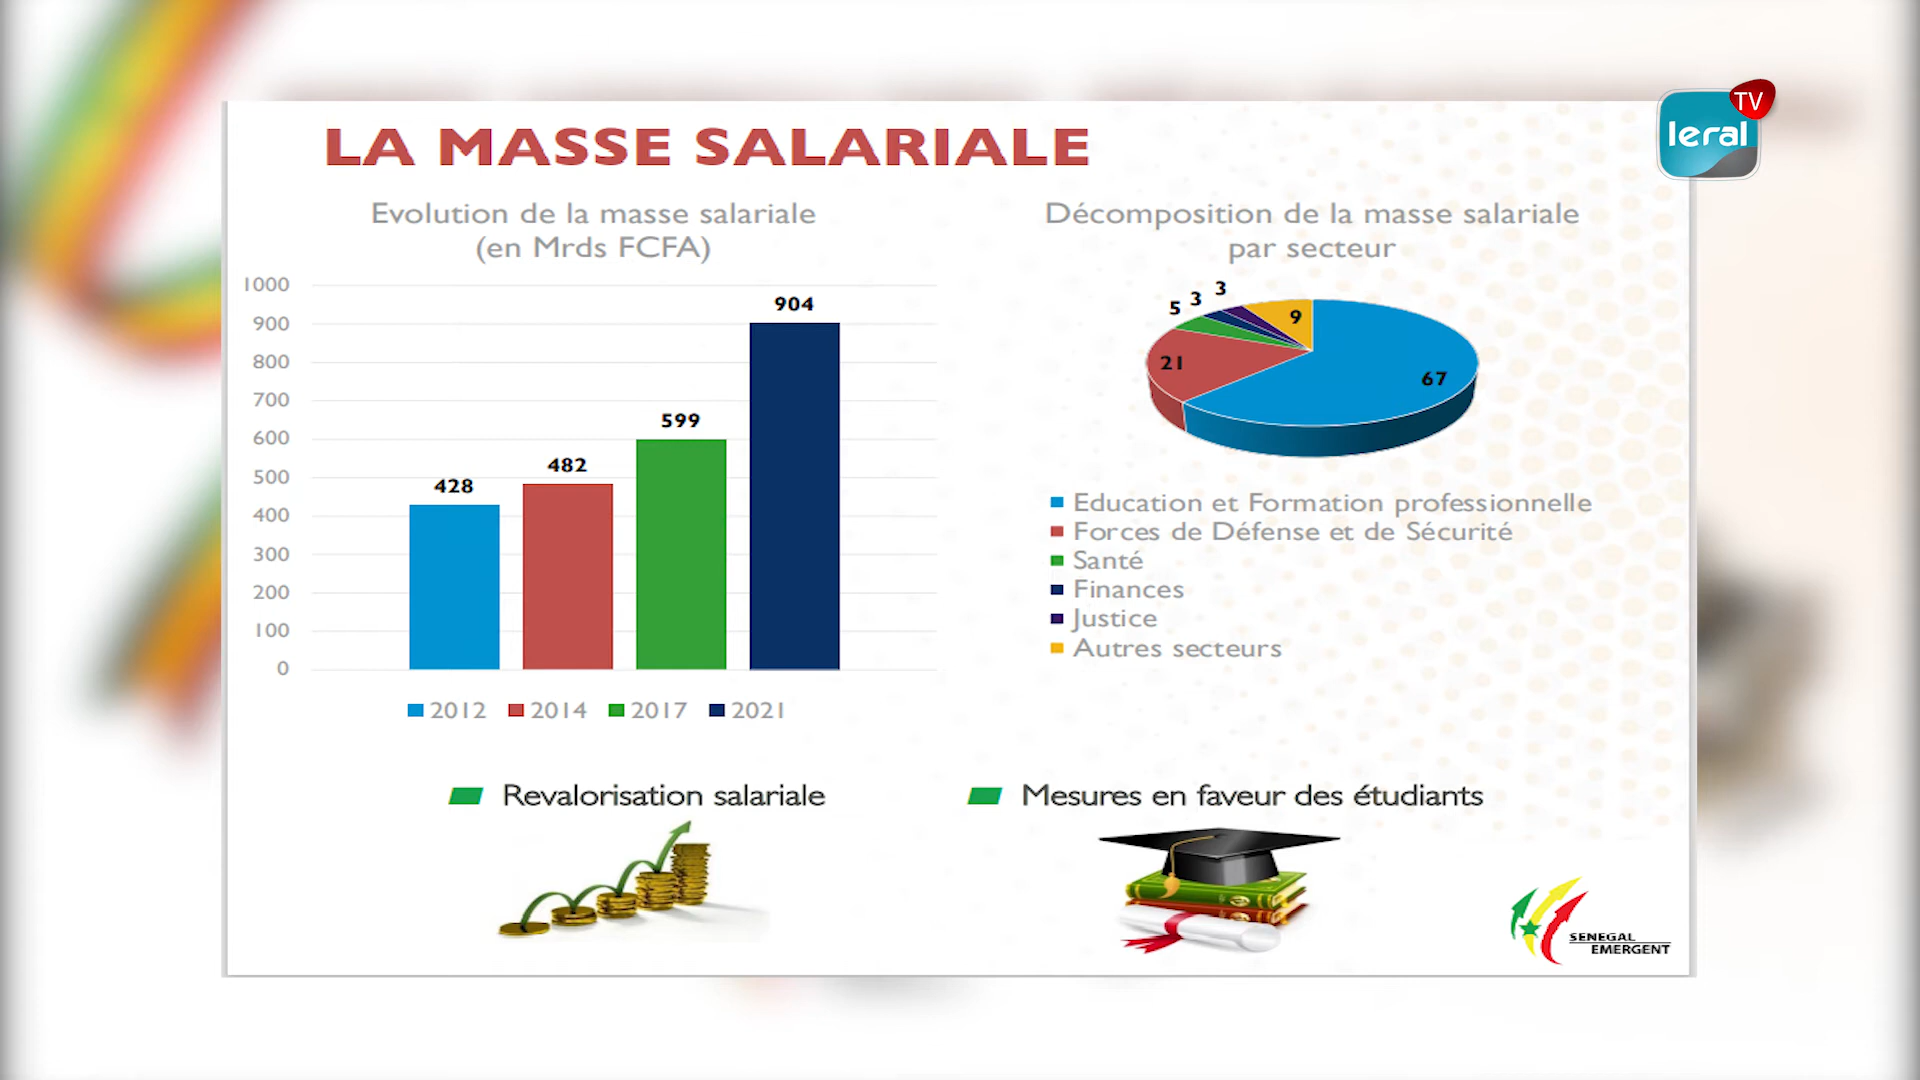 TV
leral
LA MASSE SALARIALE
Evolution de la masse salariale
(en Mrds FCFA)
1000
900
800
700
600
500
400
300
200
100
0
428
482
599
904
2012 2014 2017 2021
Décomposition de la masse salariale
par secteur
5 3 3
9
21
67
Education et Formation professionnelle
Forces de Défense et de Sécurité
Santé
Finances
Justice
Autres secteurs
Revalorisation salariale
Mesures en faveur des étudiants
SENEGAL
EMERGENT